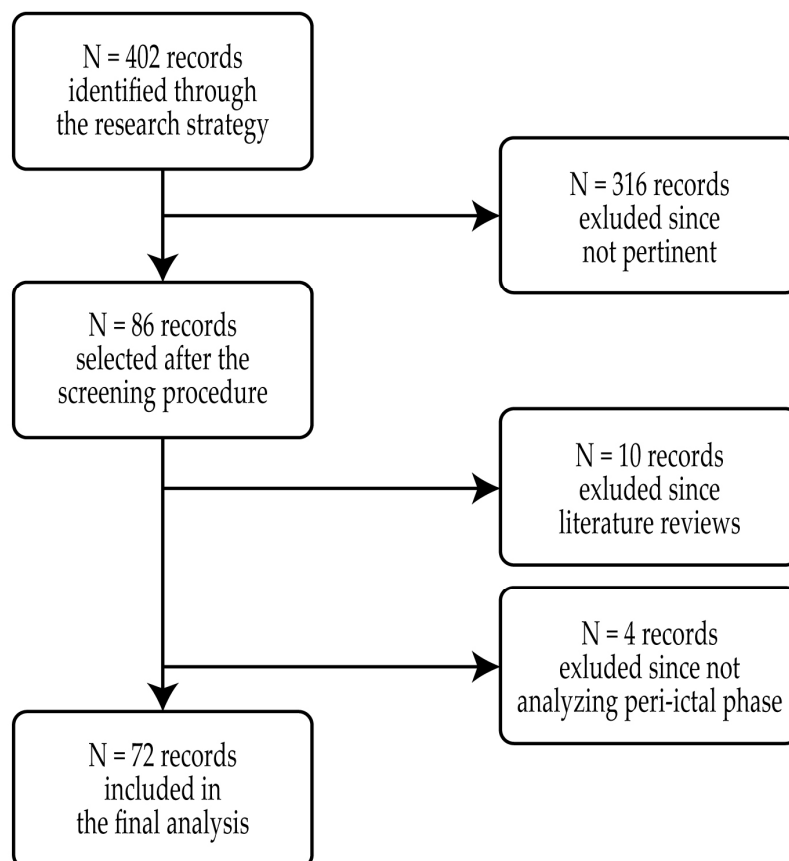 N = 402 records
identified through
the research strategy
N = 316 records
exluded since
not pertinent
N = 86 records
selected after the
screening procedure
N = 10 records
exluded since
literature reviews
N = 4 records
exluded since not
analyzing peri-ictal phase
N = 72 records
included in
the final analysis